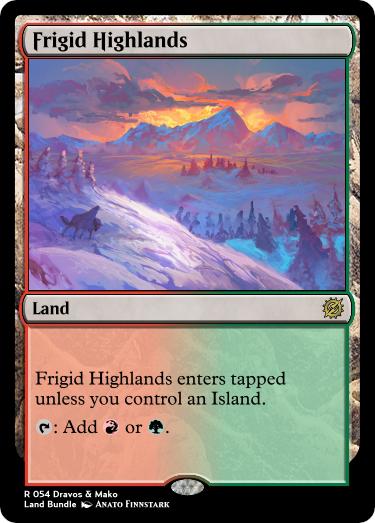 Frigid Highlands
Land
Frigid Highlands enters tapped
unless you control an Island.
: Add or .
R 054 Dravos & Mako
Land Bundle Anato Finnstark